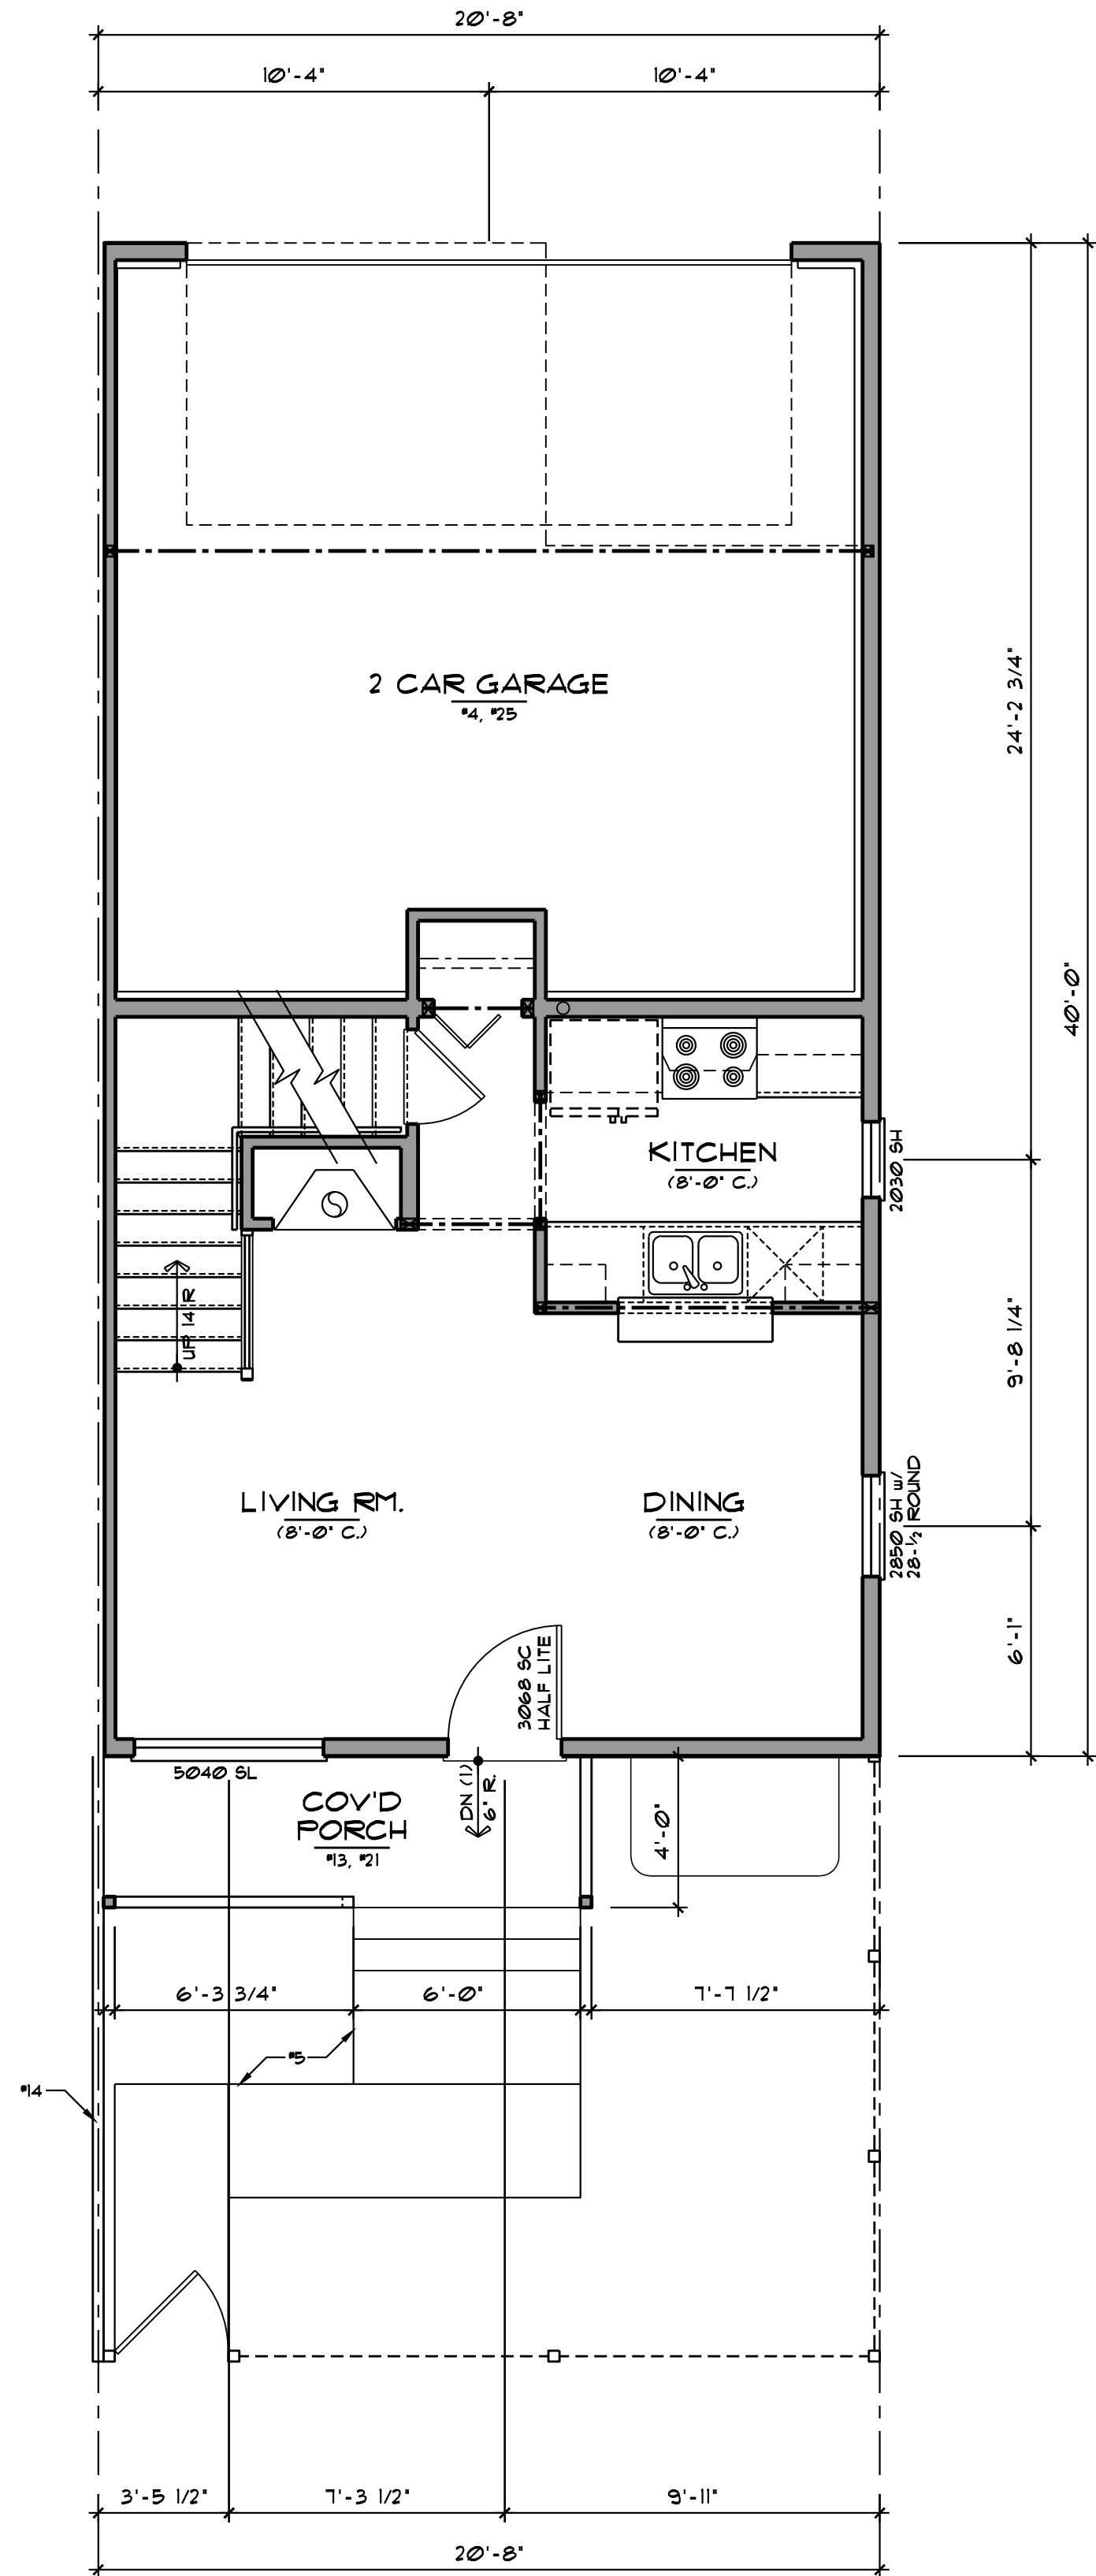 20'-8"
10'-4"
10'-4"
24'-2 3/4"
2 CAR GARAGE
#4, #25
40'-0"
KITCHEN
(8'-0" C.)
2030 SH
UP 14 R
9'-8 1/4"
LIVING RM.
(8'-0" C.)
DINING
(8'-0" C.)
2850 SH w/
28-½ ROUND
6'-1"
3068 SC
HALF LITE
5040 SL
COV'D
PORCH
#13, #21
DN (1)
6" R.
4'-0"
6'-3 3/4"
6'-0"
7'-7 1/2"
#5
#14
3'-5 1/2"
7'-3 1/2"
9'-11"
20'-8"